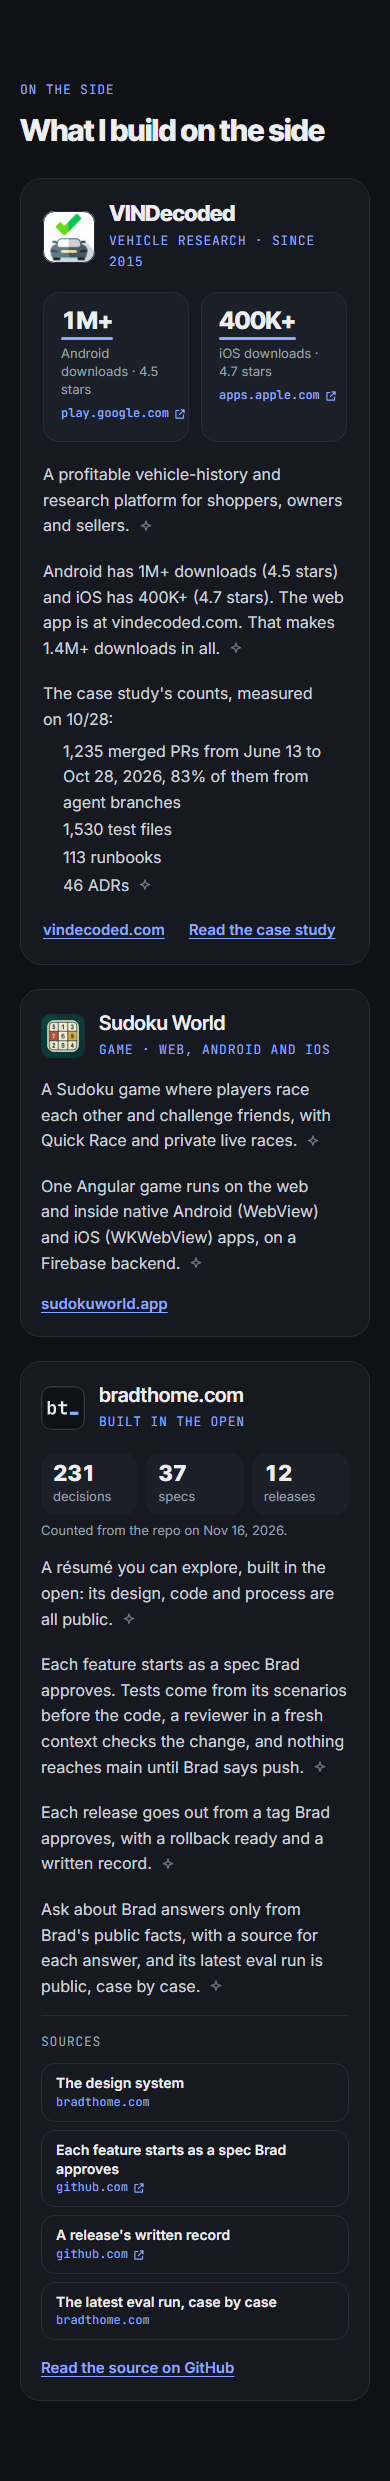 ON THE SIDE
What I build on the side
VINDecoded
VEHICLE RESEARCH · SINCE
2015
1M+
Android
downloads · 4.5
stars
play.google.com
400K+
iOS downloads ·
4.7 stars
apps.apple.com
A profitable vehicle-history and
research platform for shoppers, owners
and sellers.
Android has 1M+ downloads (4.5 stars)
and iOS has 400K+ (4.7 stars). The web
app is at vindecoded.com. That makes
1.4M+ downloads in all.
The case study's counts, measured
on 10/28:
1,235 merged PRs from June 13 to
Oct 28, 2026, 83% of them from
agent branches
1,530 test files
113 runbooks
46 ADRs
vindecoded.com
Read the case study
Sudoku World
GAME · WEB, ANDROID AND IOS
A Sudoku game where players race
each other and challenge friends, with
Quick Race and private live races.
One Angular game runs on the web
and inside native Android (WebView)
and iOS (WKWebView) apps, on a
Firebase backend.
sudokuworld.app
bt_
bradthome.com
BUILT IN THE OPEN
231
decisions
37
specs
12
releases
Counted from the repo on Nov 16, 2026.
A résumé you can explore, built in the
open: its design, code and process are
all public.
Each feature starts as a spec Brad
approves. Tests come from its scenarios
before the code, a reviewer in a fresh
context checks the change, and nothing
reaches main until Brad says push.
Each release goes out from a tag Brad
approves, with a rollback ready and a
written record.
Ask about Brad answers only from
Brad's public facts, with a source for
each answer, and its latest eval run is
public, case by case.
SOURCES
The design system
bradthome.com
Each feature starts as a spec Brad
approves
github.com
A release's written record
github.com
The latest eval run, case by case
bradthome.com
Read the source on GitHub